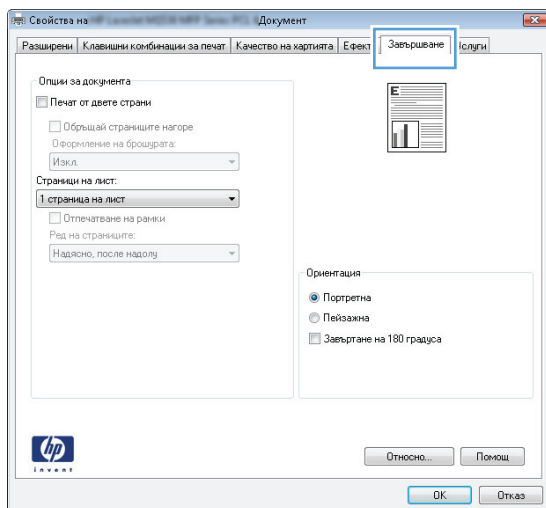 Свойства на Документ
Разширени Клавишни комбинации за печат Качество на хартията Ефект Завършване слуги
Опции за документа
Печат от двете страни
Обръщай страниците нагоре
Оформление на брошурата:
Изкл.
Страници на лист:
1 страница на лист
Отпечатване на рамки
Ред на страниците:
Надясно, после надолу
E
Ориентация
Портретна
Пейзажна
Завъртане на 180 градуса
hp
invent
Относно... Помощ
OK Отказ